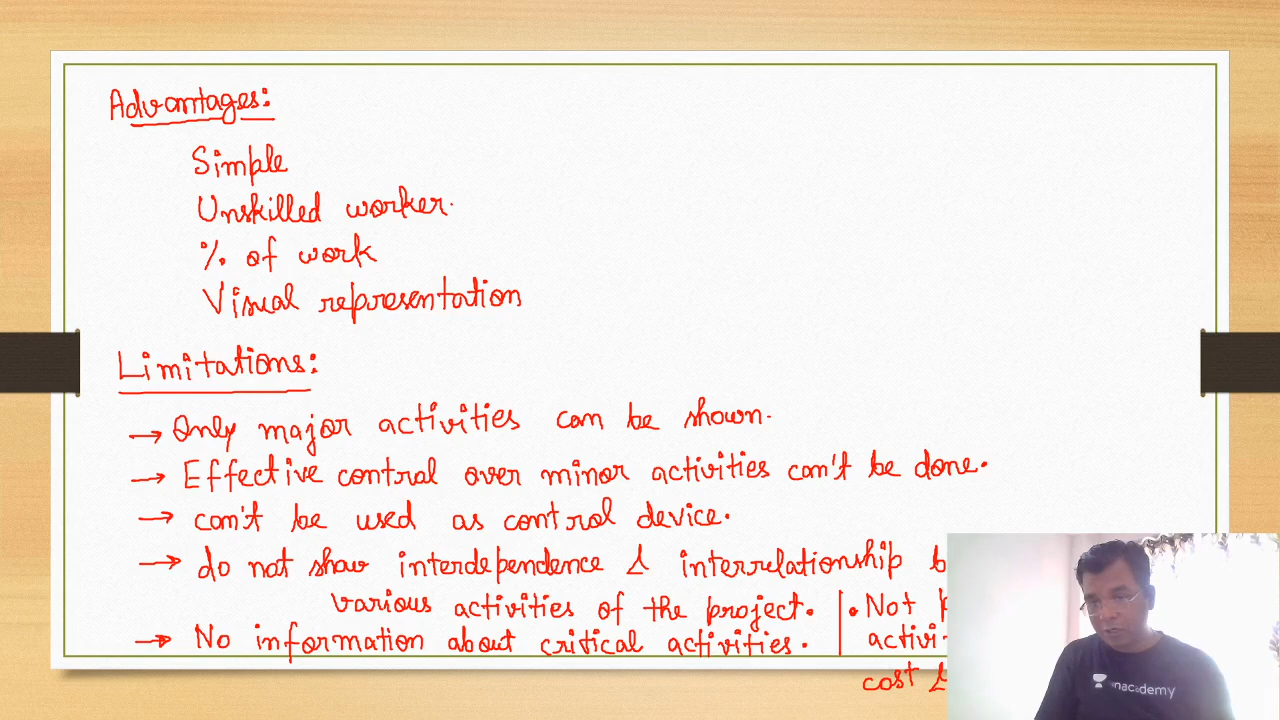 Advantages:
Simple
Unskilled worker.
% of work
Visual representation
Limitations:
→ Only major activities can be shown.
→ Effective control over minor activities can't be done.
→ can't be used as control device.
→ do not show interdependence & interrelationship
various activities of the project.
→ No information about critical activities.
• Not
cost &
unacademy